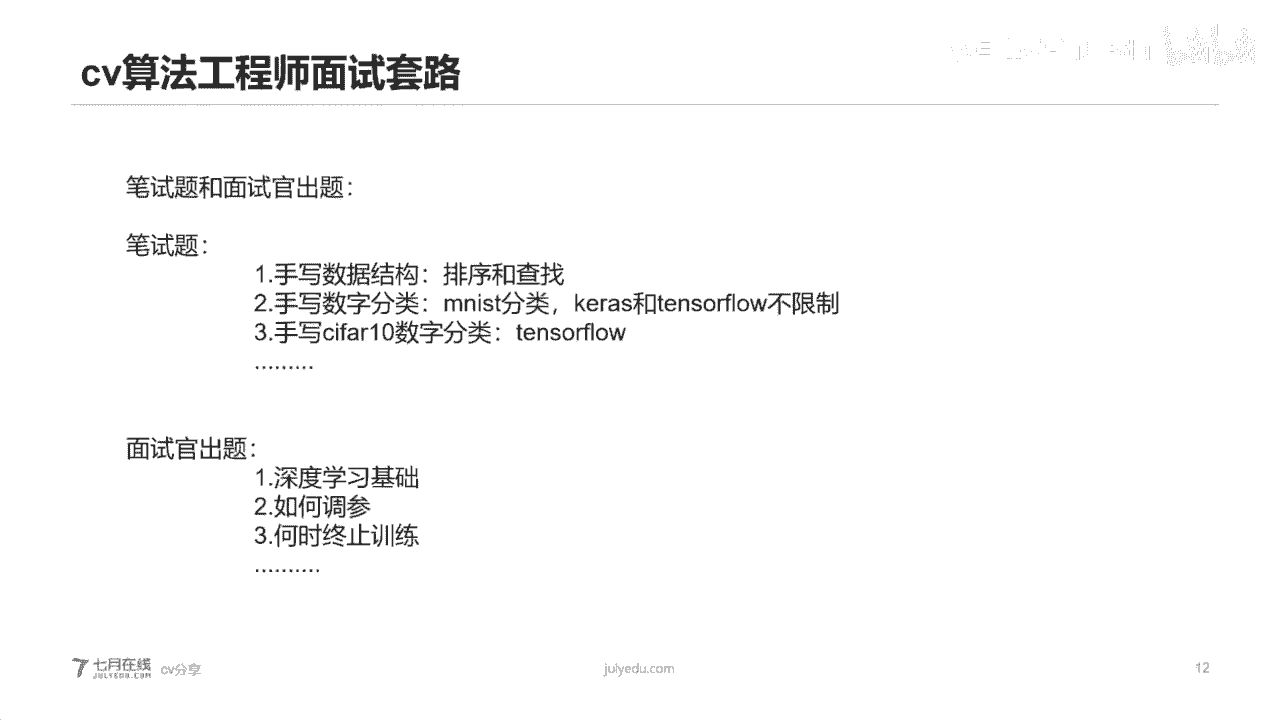 cv算法工程师面试套路
笔试题和面试官出题：
笔试题：
1.手写数据结构：排序和查找
2.手写数字分类：mnist分类，keras和tensorflow不限制
3.手写cifar10数字分类：tensorflow
.........
面试官出题：
1.深度学习基础
2.如何调参
3.何时终止训练
..........
七月在线
JULYEDU.COM
cv分享
julyedu.com
12